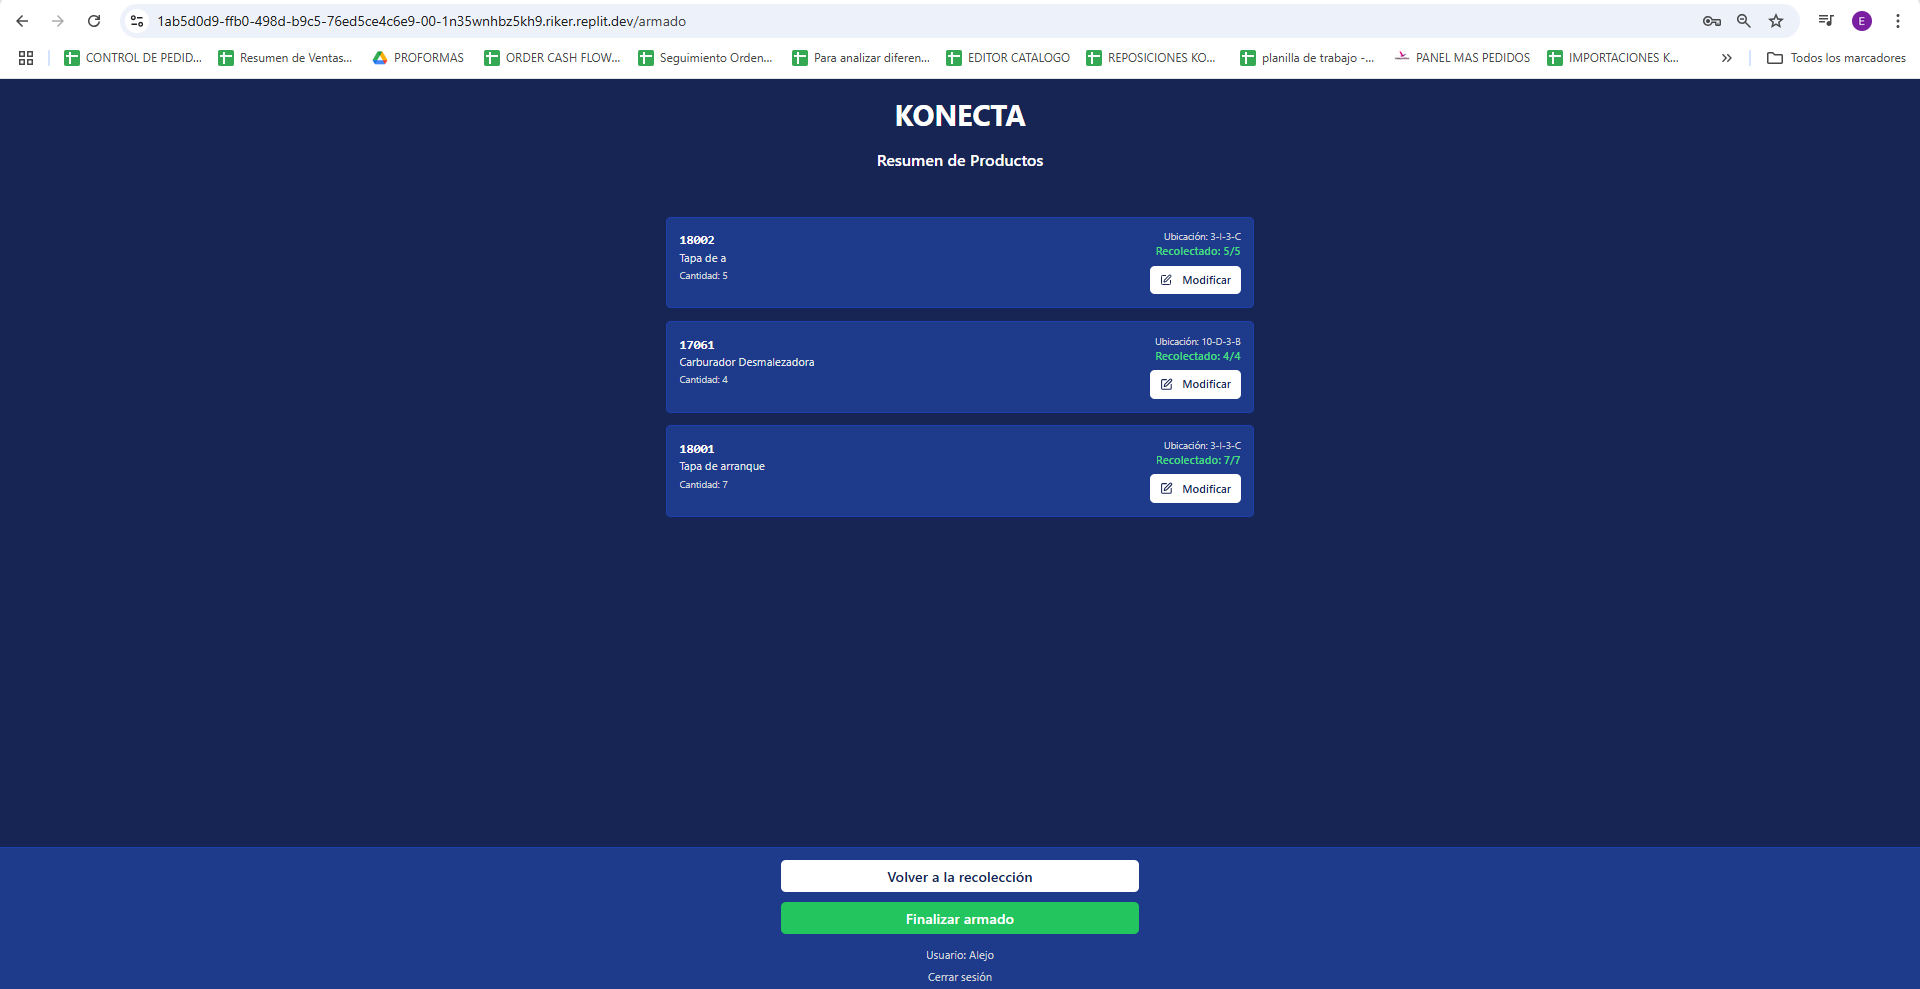 1ab5d0d9-ffb0-498d-b9c5-76ed5ce4c6e9-00-1n35wnhbz5kh9.riker.replit.dev/armado
E
CONTROL DE PEDID...
Resumen de Ventas...
PROFORMAS
ORDER CASH FLOW...
Seguimiento Orden...
Para analizar diferen...
EDITOR CATALOGO
REPOSICIONES KO...
planilla de trabajo -...
PANEL MAS PEDIDOS
IMPORTACIONES K...
Todos los marcadores
KONECTA
Resumen de Productos
18002
Tapa de a
Cantidad: 5
Ubicación: 3-I-3-C
Recolectado: 5/5
Modificar
17061
Carburador Desmalezadora
Cantidad: 4
Ubicación: 10-D-3-B
Recolectado: 4/4
Modificar
18001
Tapa de arranque
Cantidad: 7
Ubicación: 3-I-3-C
Recolectado: 7/7
Modificar
Volver a la recolección
Finalizar armado
Usuario: Alejo
Cerrar sesión